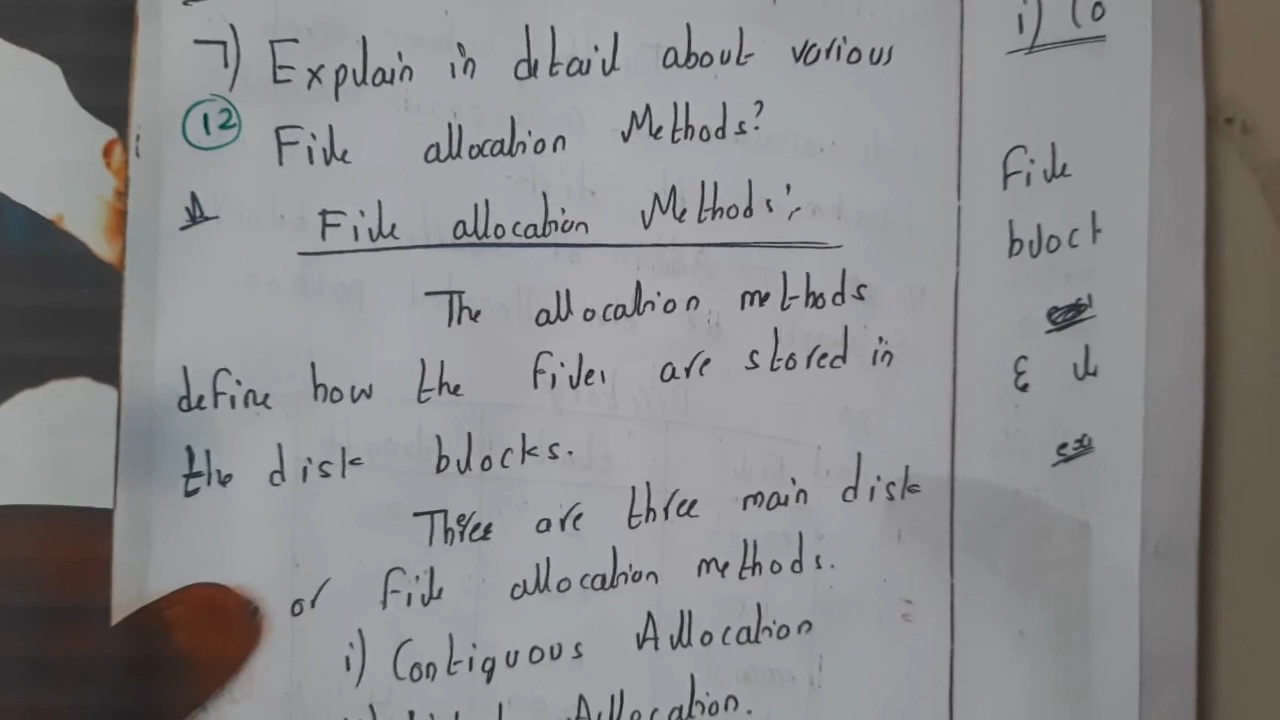 7) Explain in detail about various
12 File allocation Methods?
File allocation Methods:
The allocation methods
define how the files are stored in
the disk blocks.
There are three main disk
or file allocation methods.
i) Contiguous Allocation
Allocation.
i) Co
File
block